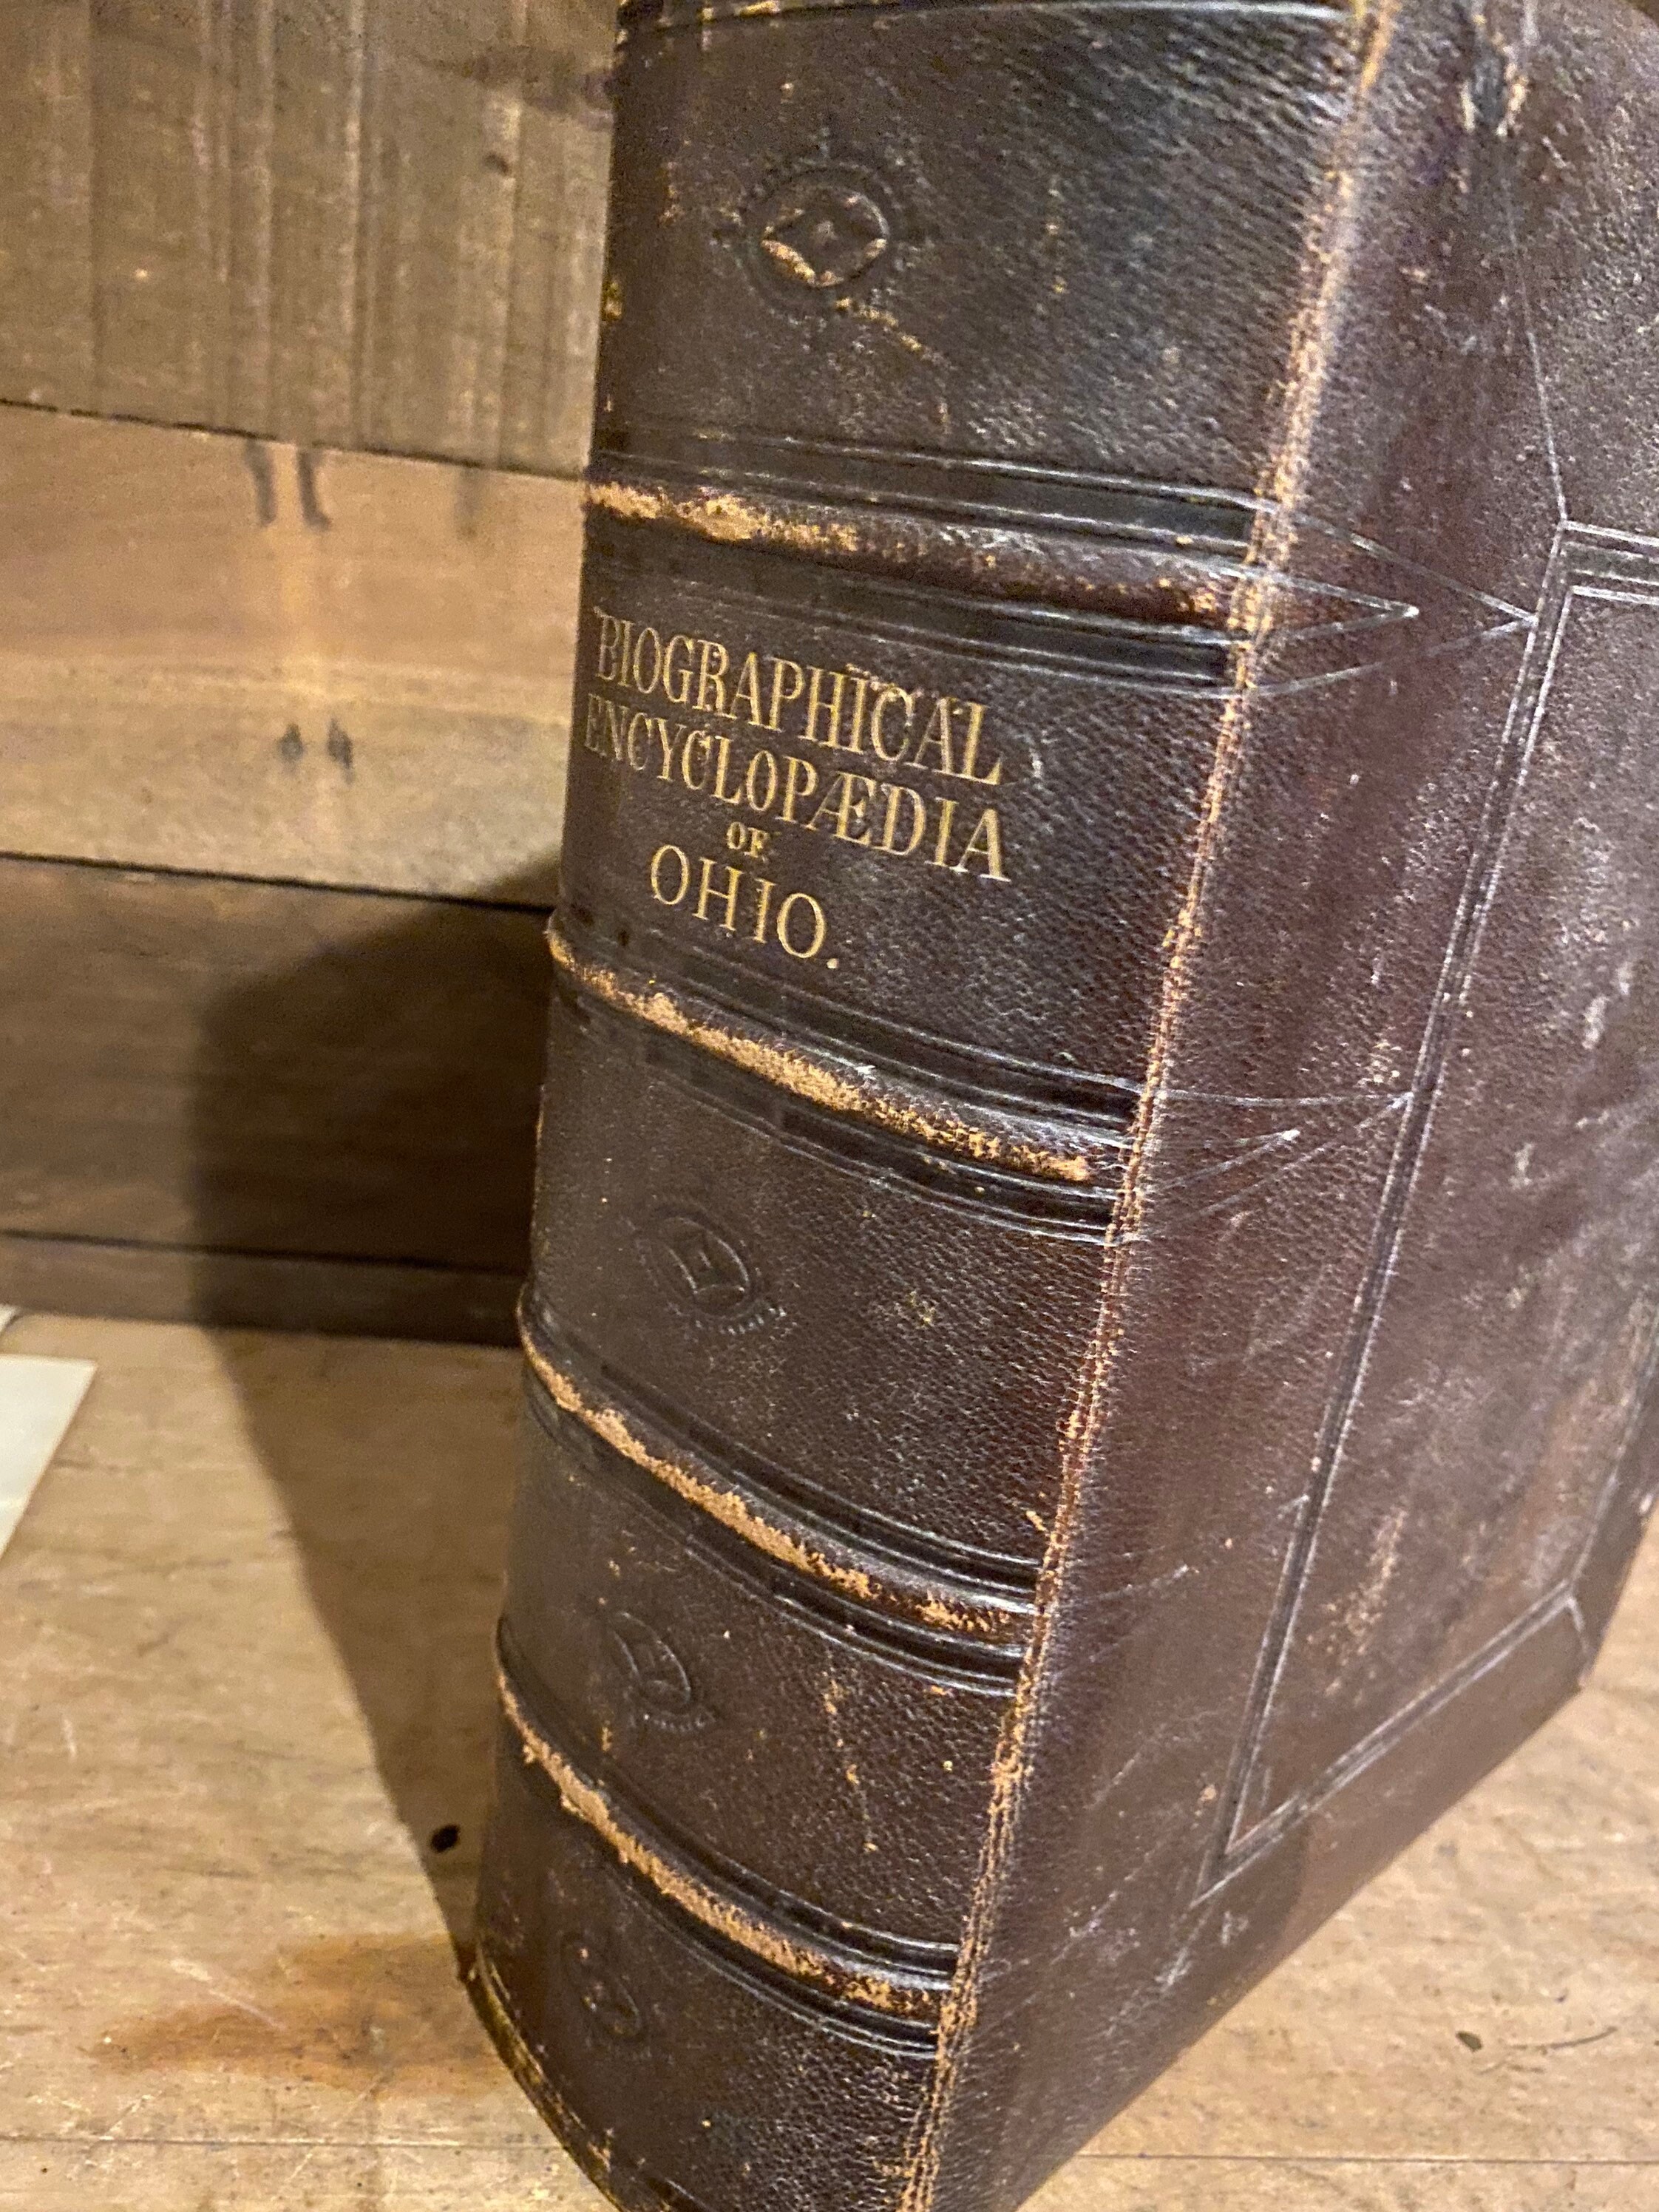 BIOGRAPHICAL
ENCYCLOPÆDIA
OF
OHIO.